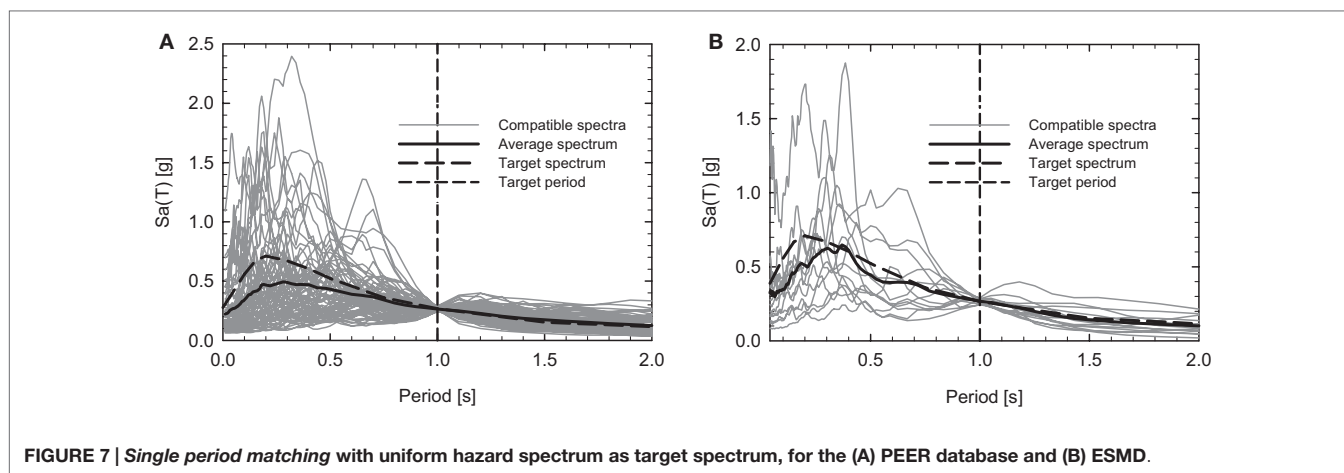 A
2.5
2.0
1.5
1.0
0.5
0.0
Sa(T) [g]
Compatible spectra
Average spectrum
Target spectrum
Target period
0.0 0.5 1.0 1.5 2.0
Period [s]
B
2.0
1.5
1.0
0.5
0.0
Sa(T) [g]
Compatible spectra
Average spectrum
Target spectrum
Target period
0.5 1.0 1.5 2.0
Period [s]
FIGURE 7 | Single period matching with uniform hazard spectrum as target spectrum, for the (A) PEER database and (B) ESMD.